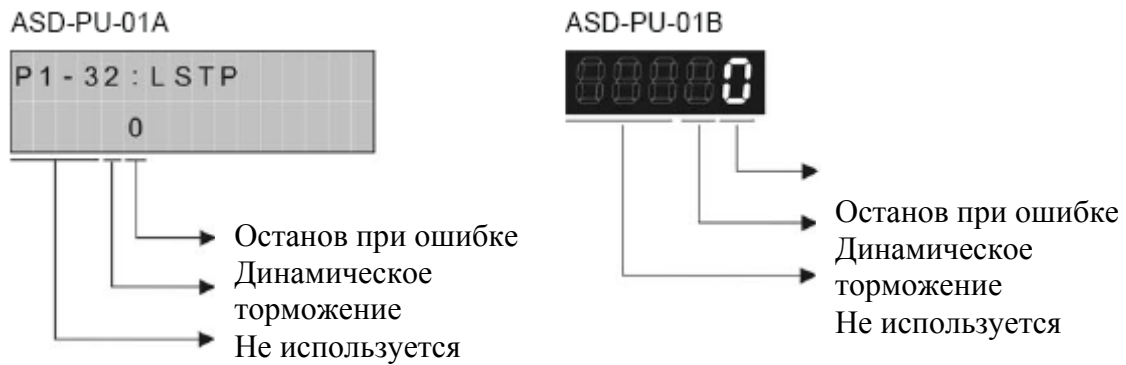 ASD-PU-01A
P1-32:LSTP
0
Останов при ошибке
Динамическое
торможение
Не используется
ASD-PU-01B
0
Останов при ошибке
Динамическое
торможение
Не используется